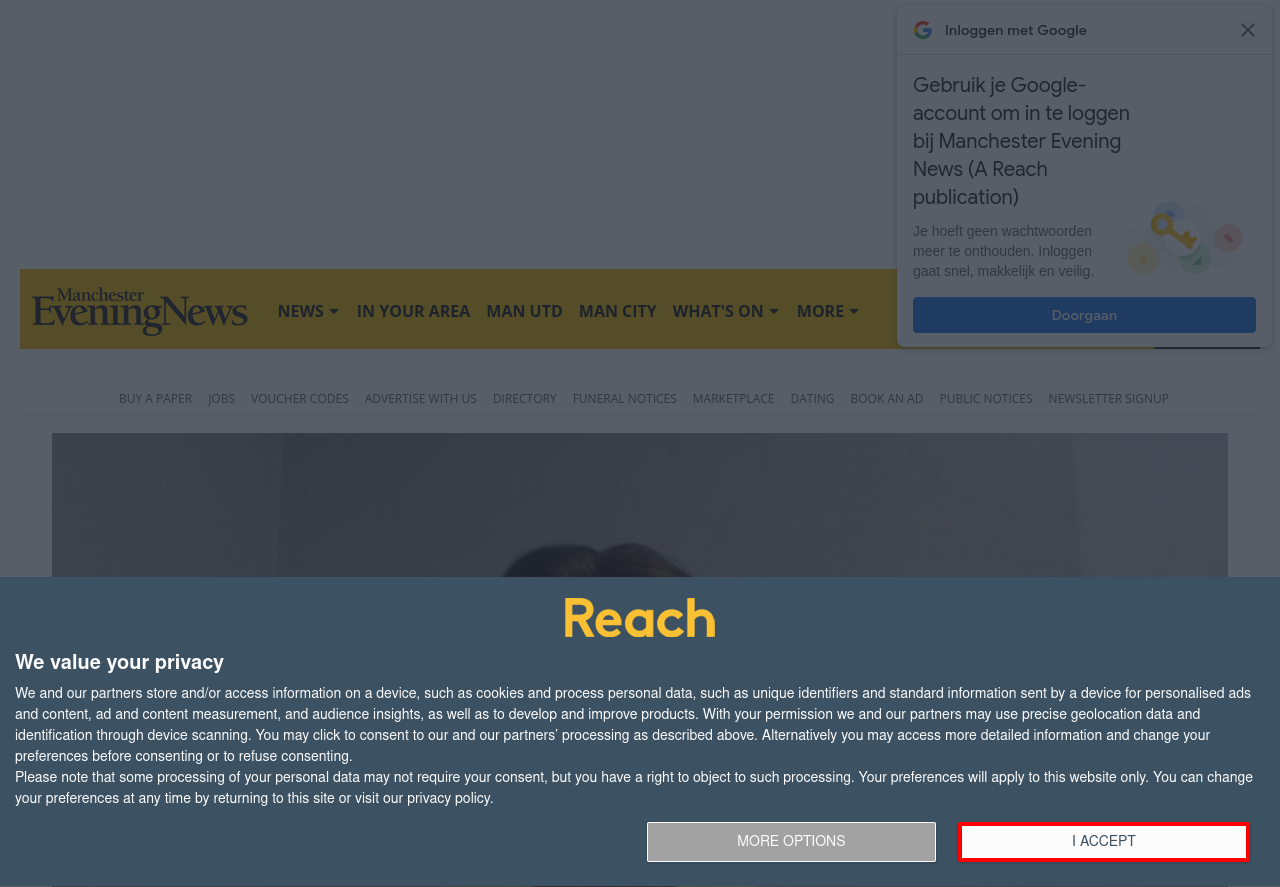 Inloggen met Google
Gebruik je Google-
account om in te loggen
bij Manchester Evening
News (A Reach
publication)
Je hoeft geen wachtwoorden
meer te onthouden. Inloggen
gaat snel, makkelijk en veilig.
Doorgaan
Manchester
EveningNews
NEWS IN YOUR AREA MAN UTD MAN CITY WHAT'S ON MORE
BUY A PAPER JOBS VOUCHER CODES ADVERTISE WITH US DIRECTORY FUNERAL NOTICES MARKETPLACE DATING BOOK AN AD PUBLIC NOTICES NEWSLETTER SIGNUP
Reach
We value your privacy
We and our partners store and/or access information on a device, such as cookies and process personal data, such as unique identifiers and standard information sent by a device for personalised ads
and content, ad and content measurement, and audience insights, as well as to develop and improve products. With your permission we and our partners may use precise geolocation data and
identification through device scanning. You may click to consent to our and our partners’ processing as described above. Alternatively you may access more detailed information and change your
preferences before consenting or to refuse consenting.
Please note that some processing of your personal data may not require your consent, but you have a right to object to such processing. Your preferences will apply to this website only. You can change
your preferences at any time by returning to this site or visit our privacy policy.
MORE OPTIONS I ACCEPT